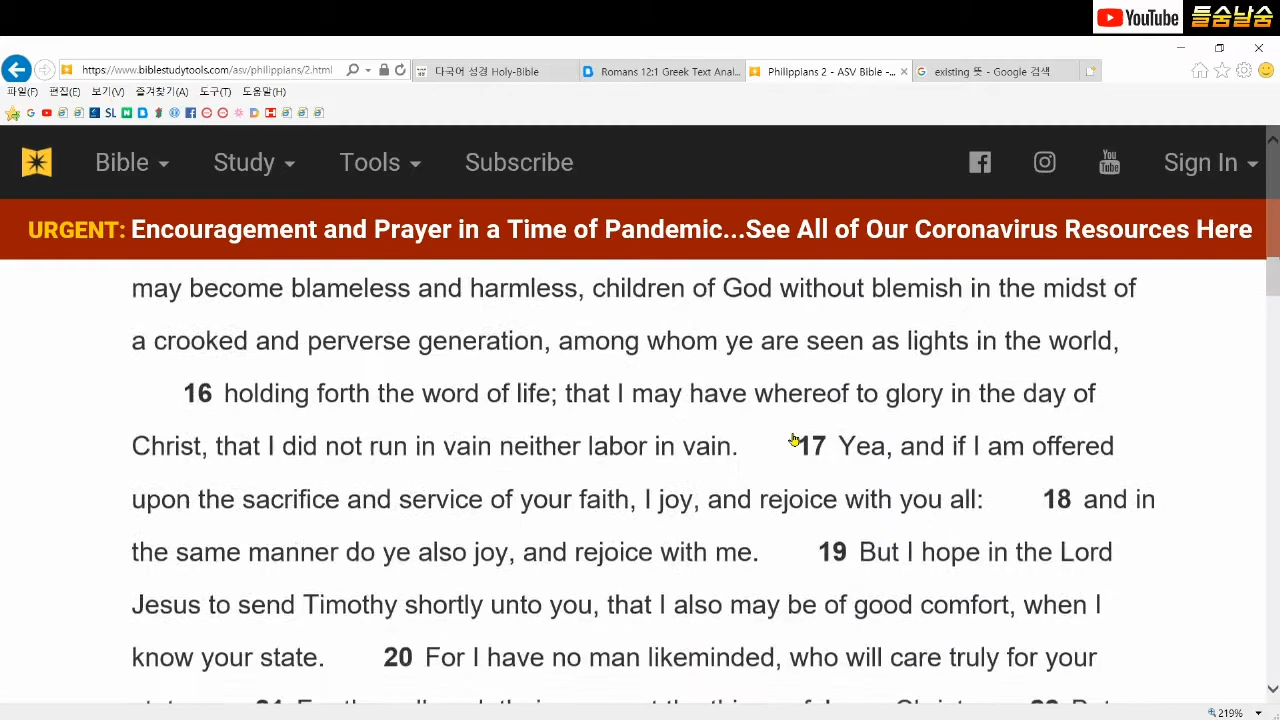 YouTube 들숨날숨
https://www.biblestudytools.com/asv/philippians/2.html
다국어 성경 Holy-Bible
Romans 12:1 Greek Text Anal...
Philippians 2 - ASV Bible - ...
existing 뜻 - Google 검색
파일(F) 편집(E) 보기(V) 즐겨찾기(A) 도구(T) 도움말(H)
Bible Study Tools Subscribe Sign In
URGENT: Encouragement and Prayer in a Time of Pandemic...See All of Our Coronavirus Resources Here
may become blameless and harmless, children of God without blemish in the midst of
a crooked and perverse generation, among whom ye are seen as lights in the world,
16 holding forth the word of life; that I may have whereof to glory in the day of
Christ, that I did not run in vain neither labor in vain. 17 Yea, and if I am offered
upon the sacrifice and service of your faith, I joy, and rejoice with you all: 18 and in
the same manner do ye also joy, and rejoice with me. 19 But I hope in the Lord
Jesus to send Timothy shortly unto you, that I also may be of good comfort, when I
know your state. 20 For I have no man likeminded, who will care truly for your
219%